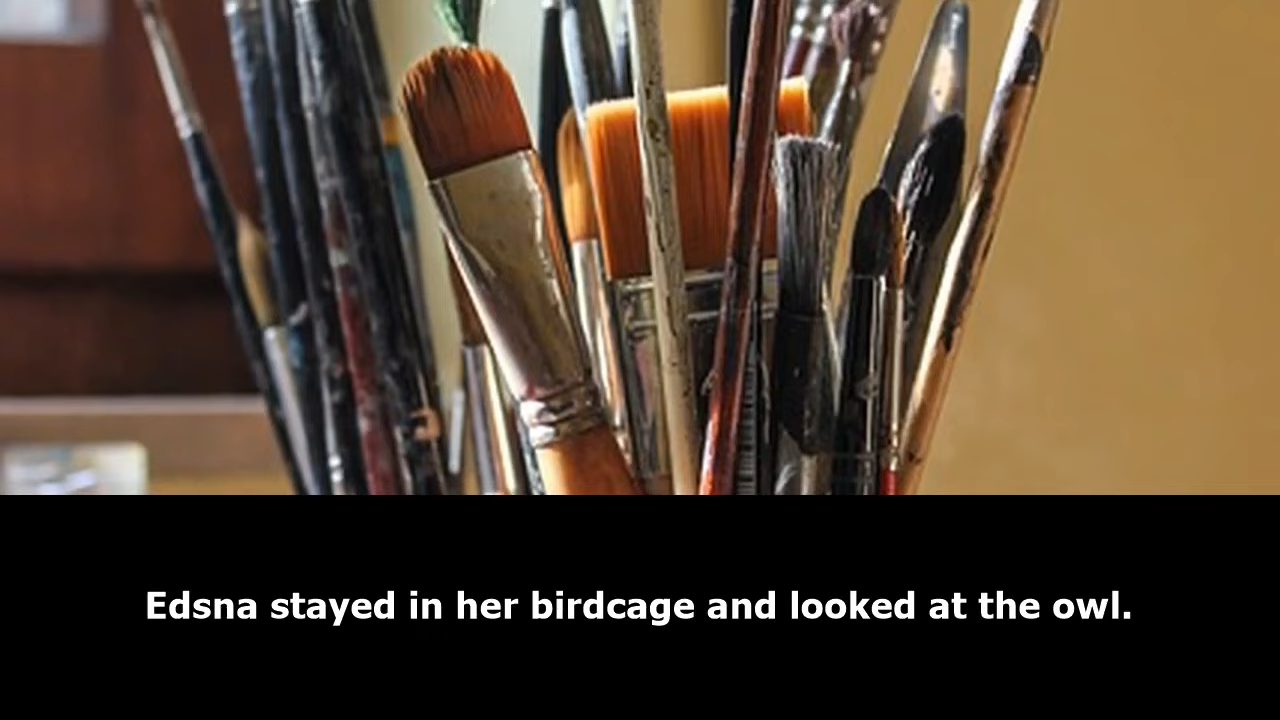 Edsna stayed in her birdcage and looked at the owl.